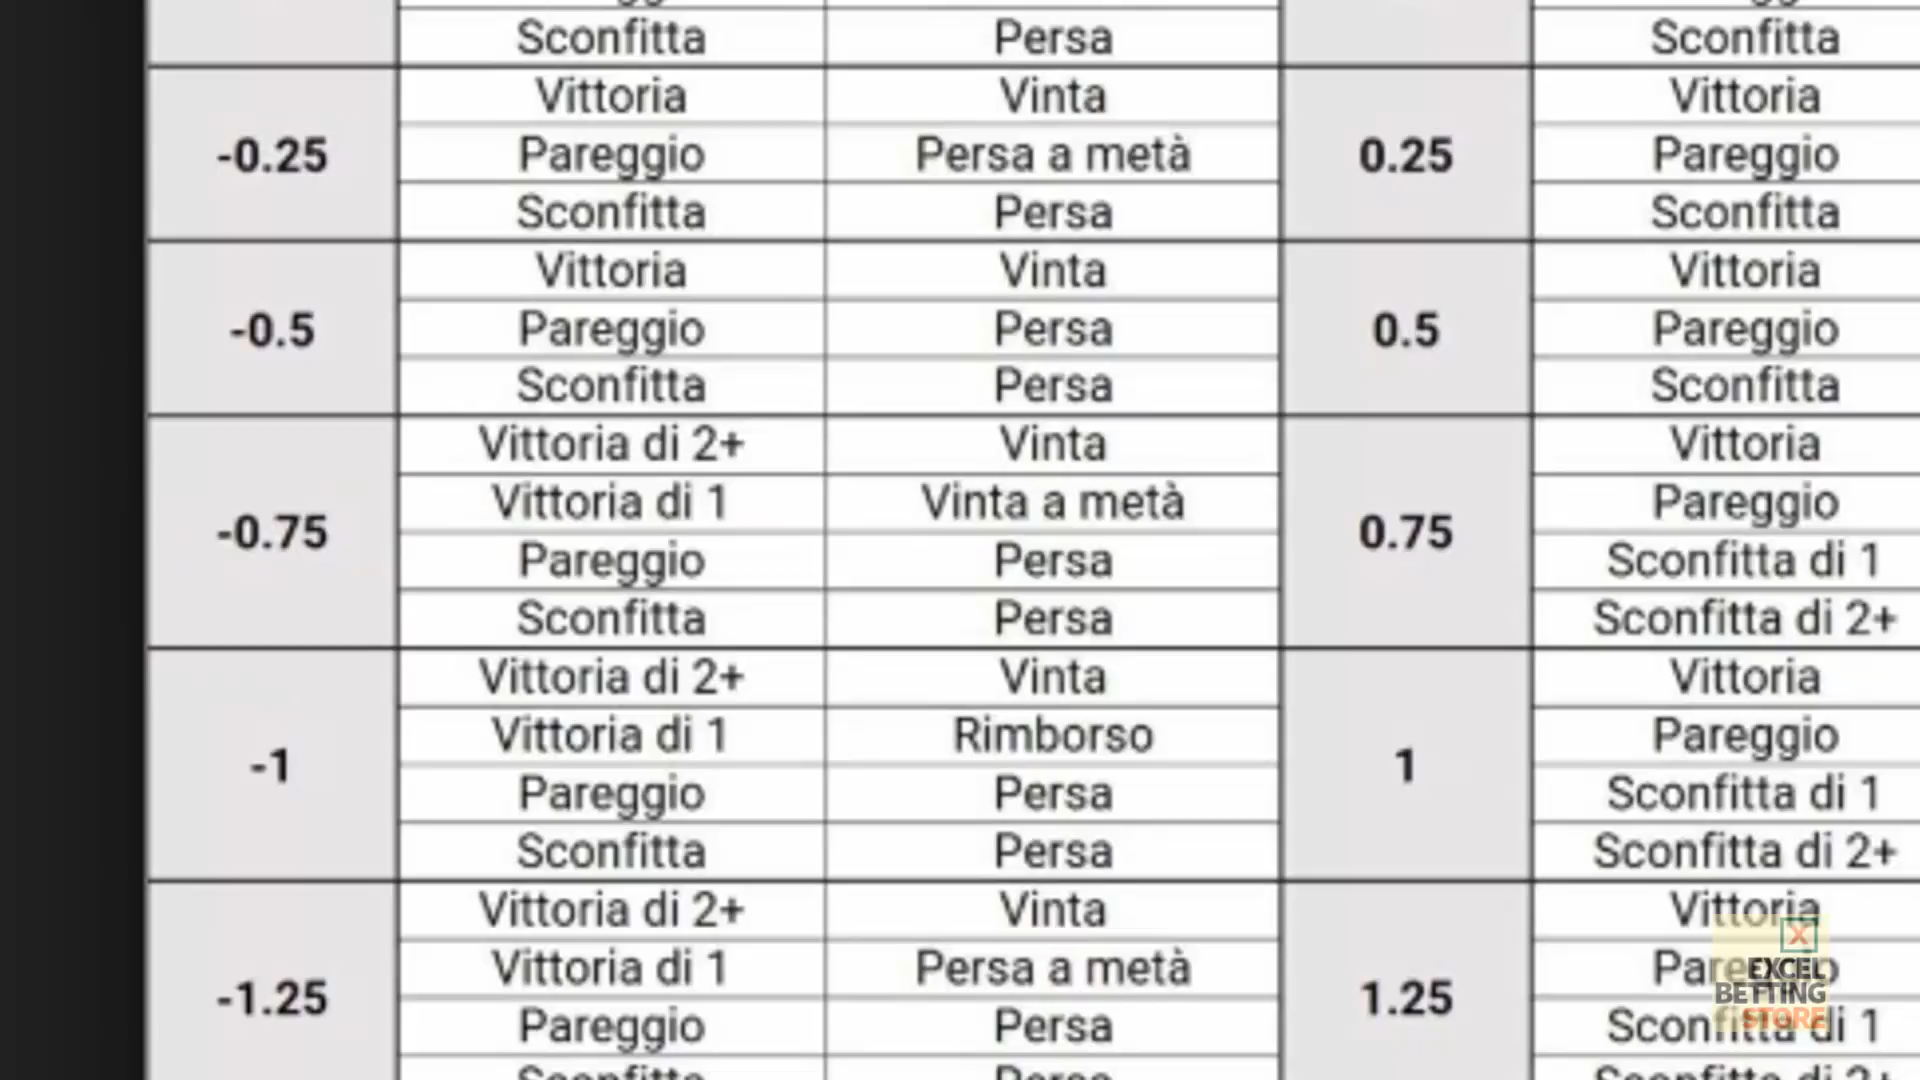 Sconfitta Persa Sconfitta
Vittoria Vinta Vittoria
-0.25 Pareggio Persa a metà 0.25 Pareggio
Sconfitta Persa Sconfitta
Vittoria Vinta Vittoria
-0.5 Pareggio Persa 0.5 Pareggio
Sconfitta Persa Sconfitta
Vittoria di 2+ Vinta Vittoria
Vittoria di 1 Vinta a metà Pareggio
-0.75 0.75
Pareggio Persa Sconfitta di 1
Sconfitta Persa Sconfitta di 2+
Vittoria di 2+ Vinta Vittoria
Vittoria di 1 Rimborso Pareggio
-1 1
Pareggio Persa Sconfitta di 1
Sconfitta Persa Sconfitta di 2+
Vittoria di 2+ Vinta Vittoria
Vittoria di 1 Persa a metà Pareggio
-1.25 1.25
Pareggio Persa Sconfitta di 1
EXCEL
BETTING
STORE